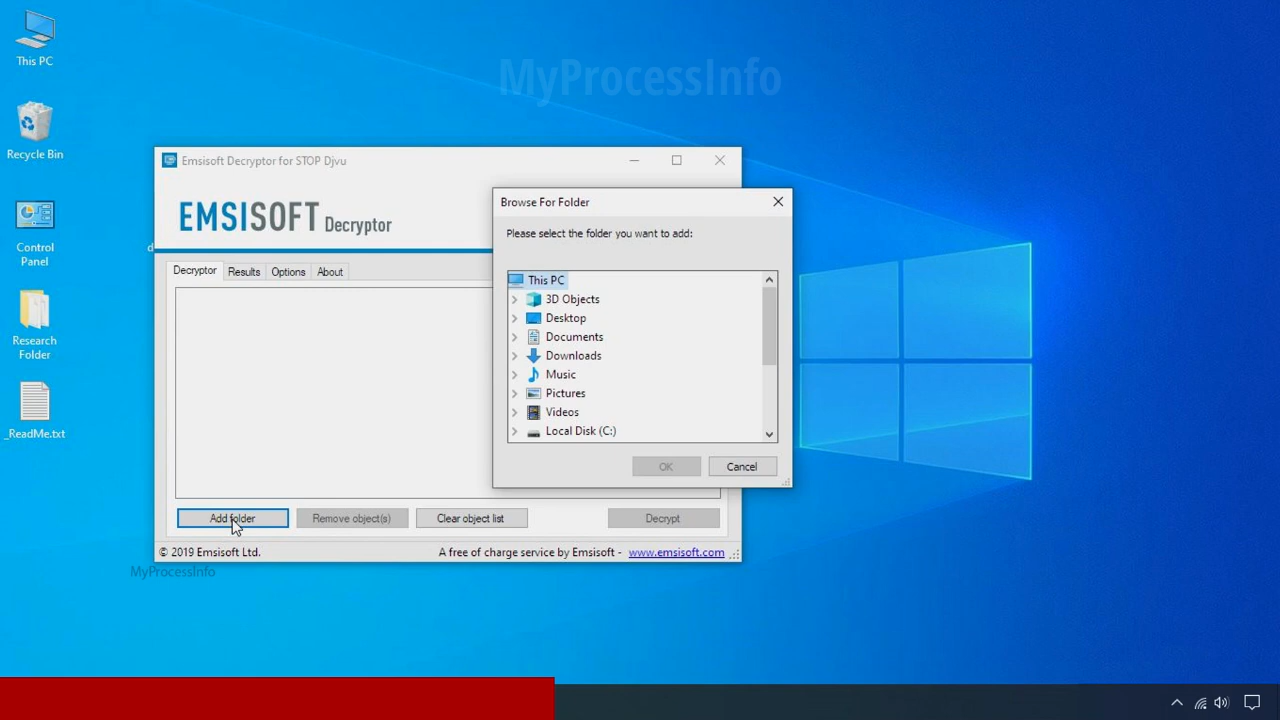 This PC
Recycle Bin
Control
Panel
Research
Folder
_ReadMe.txt
MyProcessInfo
Emsisoft Decryptor for STOP Djvu
EMSISOFT Decryptor
d
Decryptor
Results
Options
About
Add folder
Remove object(s)
Clear object list
Decrypt
© 2019 Emsisoft Ltd.
A free of charge service by Emsisoft - www.emsisoft.com
MyProcessInfo
Browse For Folder
Please select the folder you want to add:
This PC
3D Objects
Desktop
Documents
Downloads
Music
Pictures
Videos
Local Disk (C:)
OK
Cancel